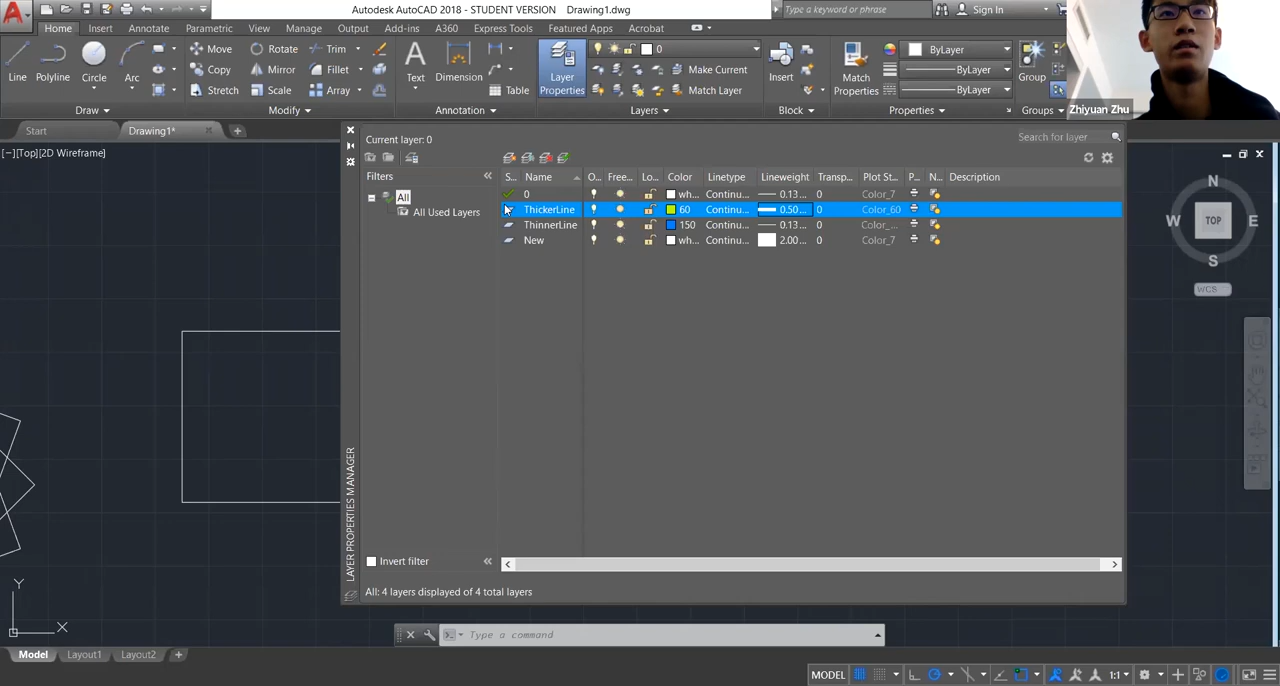 Autodesk AutoCAD 2018 - STUDENT VERSION Drawing1.dwg
Type a keyword or phrase
Sign In
Home Insert Annotate Parametric View Manage Output Add-ins A360 Express Tools Featured Apps Acrobat
Line Polyline Circle Arc
Move Rotate Trim
Copy Mirror Fillet
Stretch Scale Array
Text Dimension Table
Layer Properties
0
Make Current
Match Layer
Insert
Match Properties
ByLayer
ByLayer
ByLayer
Group
Draw Modify Annotation Layers Block Properties Groups
Zhiyuan Zhu
Start Drawing1*
[−][Top][2D Wireframe]
Current layer: 0
Search for layer
Filters
All
All Used Layers
S... Name O.. Free... Lo... Color Linetype Lineweight Transp... Plot St... P... N... Description
0 wh... Continu... 0.13... 0 Color_7
ThickerLine 60 Continu... 0.50... 0 Color_60
ThinnerLine 150 Continu... 0.13... 0 Color_...
New wh... Continu... 2.00... 0 Color_7
Invert filter
All: 4 layers displayed of 4 total layers
LAYER PROPERTIES MANAGER
N
W TOP E
S
WCS
Y
X
Type a command
Model Layout1 Layout2
MODEL 1:1